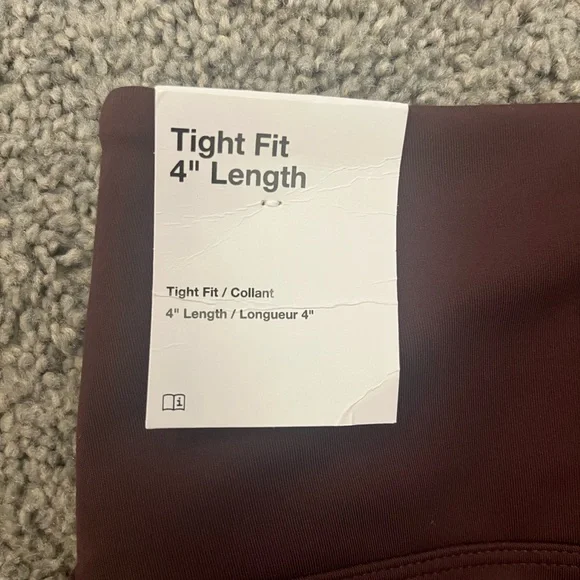 Tight Fit
4" Length
Tight Fit / Collant
4" Length / Longueur 4"
i